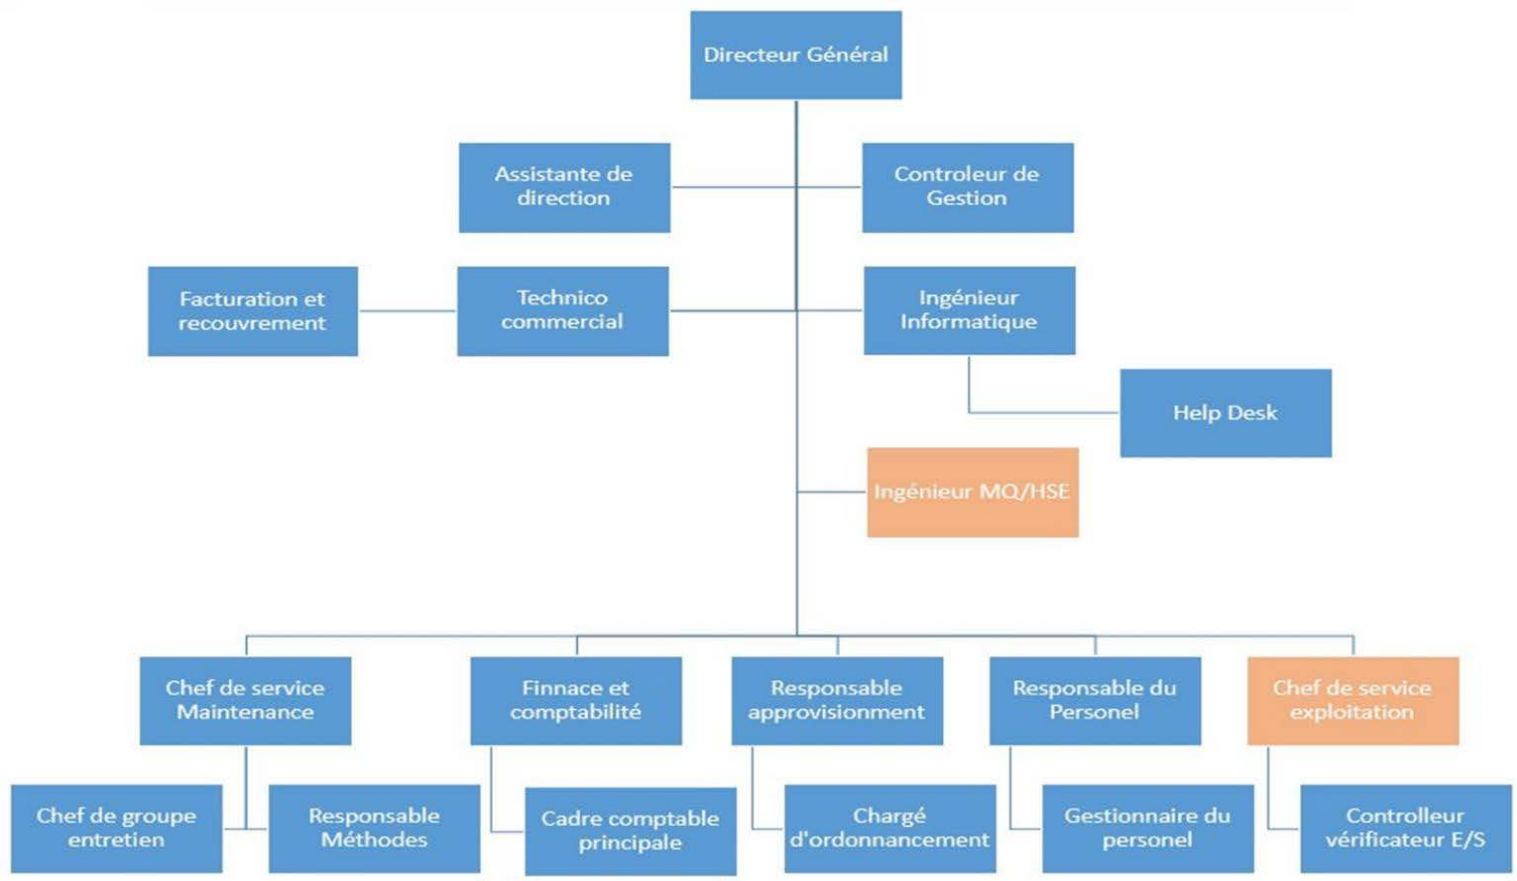 Directeur Général
Assistante de
direction
Controleur de
Gestion
Facturation et
recouvrement
Technico
commercial
Ingénieur
Informatique
Help Desk
Ingénieur MQ/HSE
Chef de service
Maintenance
Finnace et
comptabilité
Responsable
approvisionment
Responsable du
Personel
Chef de service
exploitation
Chef de groupe
entretien
Responsable
Méthodes
Cadre comptable
principale
Chargé
d'ordonnancement
Gestionnaire du
personel
Controlleur
vérificateur E/S